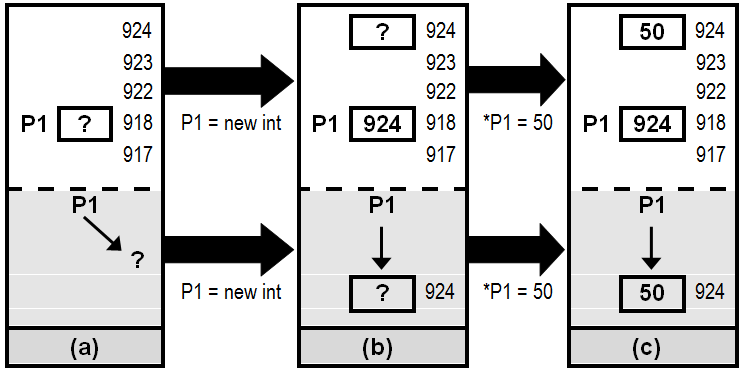 924
923
922
P1 ? 918
917
P1
?
(a)
P1 = new int
P1 = new int
? 924
923
922
P1 924 918
917
P1
? 924
(b)
*P1 = 50
*P1 = 50
50 924
923
922
P1 924 918
917
P1
50 924
(c)